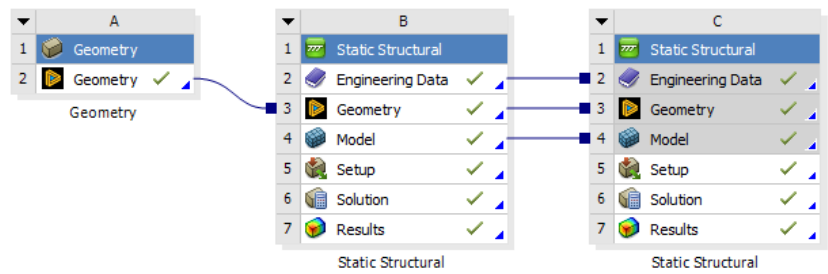 A
1 Geometry
2 Geometry
Geometry
B
1 Static Structural
2 Engineering Data
3 Geometry
4 Model
5 Setup
6 Solution
7 Results
Static Structural
C
1 Static Structural
2 Engineering Data
3 Geometry
4 Model
5 Setup
6 Solution
7 Results
Static Structural